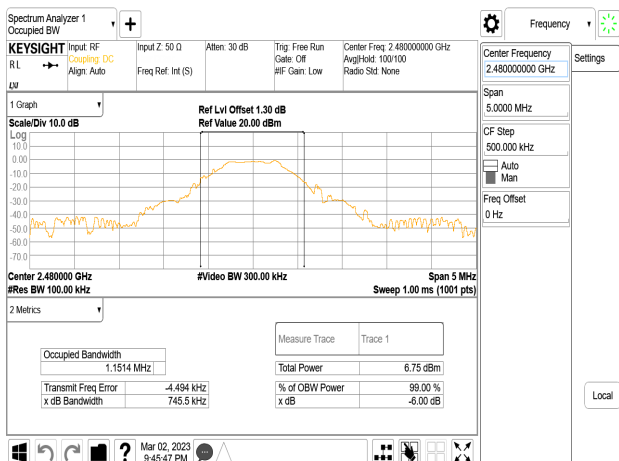 Spectrum Analyzer 1
Occupied BW
Frequency
KEYSIGHT
Input: RF
Coupling: DC
Align: Auto
Input Z: 50 Ω
Freq Ref: Int (S)
Atten: 30 dB
Trig: Free Run
Gate: Off
#IF Gain: Low
Center Freq: 2.480000000 GHz
Avg|Hold: 100/100
Radio Std: None
RL
LXI
Center Frequency
2.480000000 GHz
Settings
Span
5.0000 MHz
CF Step
500.000 kHz
Auto
Man
Freq Offset
0 Hz
1 Graph
Scale/Div 10.0 dB
Ref Lvl Offset 1.30 dB
Ref Value 20.00 dBm
Log
10.0
0.00
-10.0
-20.0
-30.0
-40.0
-50.0
-60.0
-70.0
Center 2.480000 GHz
#Video BW 300.00 kHz
Span 5 MHz
#Res BW 100.00 kHz
Sweep 1.00 ms (1001 pts)
2 Metrics
Measure Trace
Trace 1
Occupied Bandwidth
1.1514 MHz
Total Power
6.75 dBm
Transmit Freq Error
-4.494 kHz
% of OBW Power
99.00 %
x dB Bandwidth
745.5 kHz
x dB
-6.00 dB
Local
Mar 02, 2023
9:45:47 PM